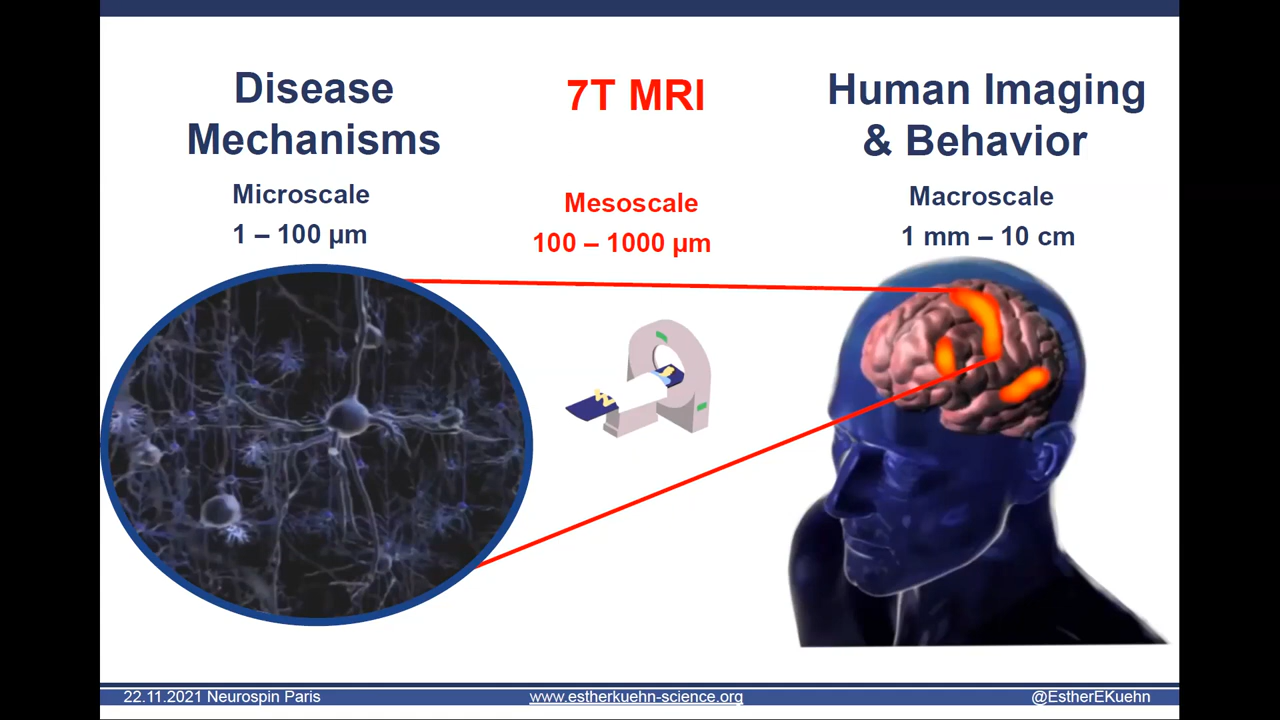 Disease
Mechanisms
Microscale
1 – 100 µm
7T MRI
Mesoscale
100 – 1000 µm
Human Imaging
& Behavior
Macroscale
1 mm – 10 cm
22.11.2021 Neurospin Paris
www.estherkuehn-science.org
@EstherEKuehn